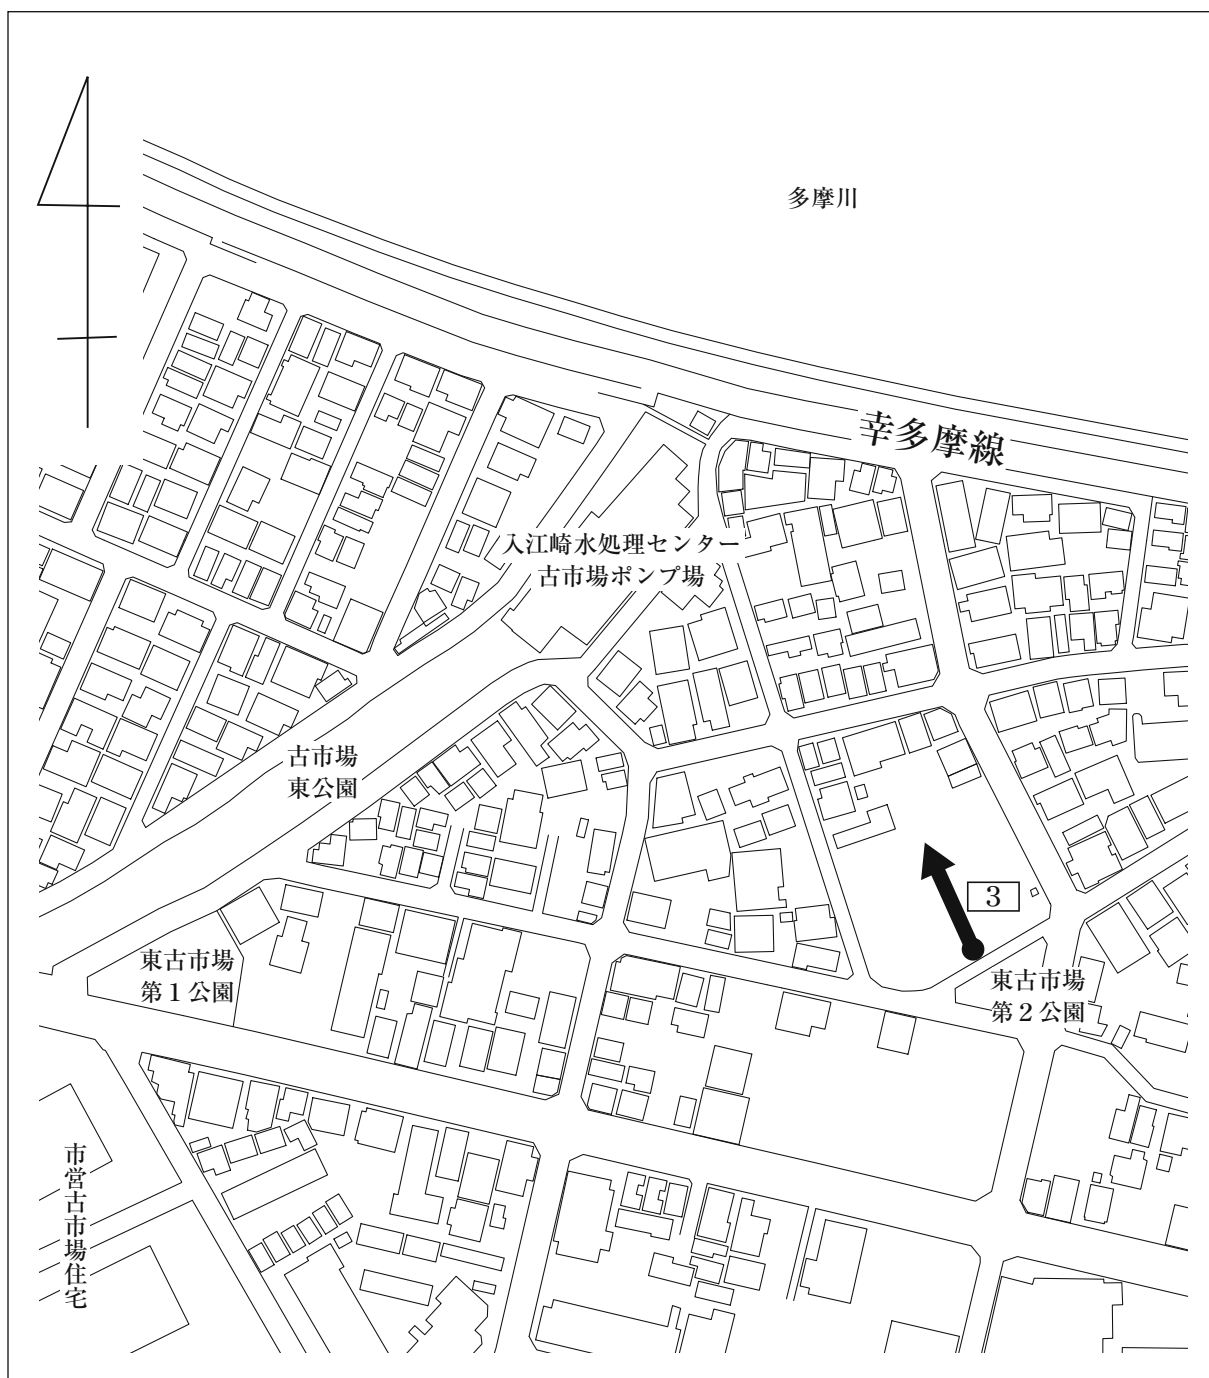 多摩川
幸多摩線
入江崎水処理センター
古市場ポンプ場
古市場
東公園
3
東古市場
第１公園
東古市場
第２公園
市営古市場住宅